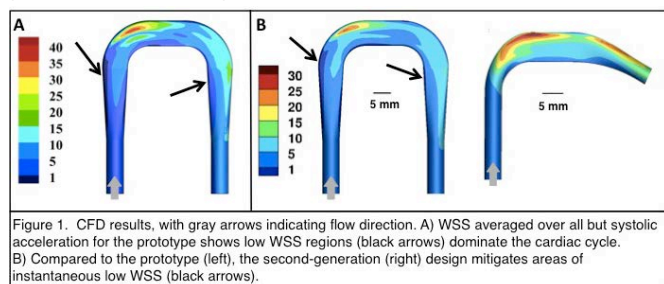 A
40
35
30
25
20
15
10
5
1
B
30
20
15
10
5
1
5 mm
5 mm
Figure 1. CFD results, with gray arrows indicating flow direction. A) WSS averaged over all but systolic
acceleration for the prototype shows low WSS regions (black arrows) dominate the cardiac cycle.
B) Compared to the prototype (left), the second-generation (right) design mitigates areas of
instantaneous low WSS (black arrows).